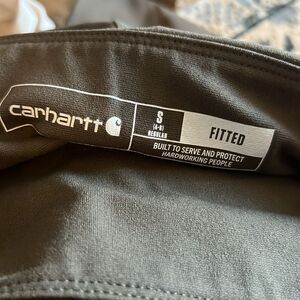 carhartt
S
(4-6)
REGULAR
FITTED
BUILT TO SERVE AND PROTECT
HARDWORKING PEOPLE